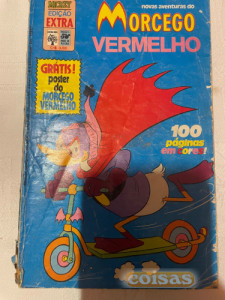 MICKEY
EDIÇÃO
EXTRA
novas aventuras do
MORCEGO
VERMELHO
GRÁTIS!
poster
do
MORCEGO
VERMELHO
100
páginas
em cores!
coisas